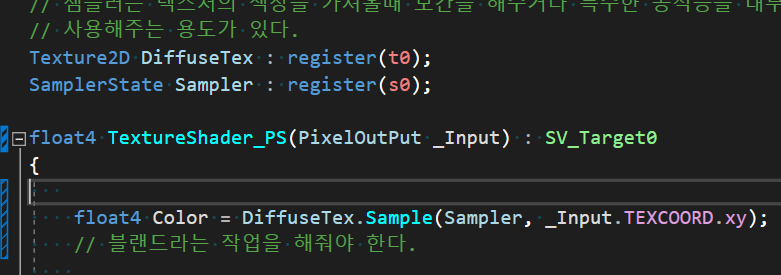 // 샘플러는 텍스처의 색상을 가져올때 보간을 해주거나 특수한 동작등을 내부
// 사용해주는 용도가 있다.
Texture2D DiffuseTex : register(t0);
SamplerState Sampler : register(s0);
float4 TextureShader_PS(PixelOutPut _Input) : SV_Target0
{
float4 Color = DiffuseTex.Sample(Sampler, _Input.TEXCOORD.xy);
// 블랜드라는 작업을 해줘야 한다.